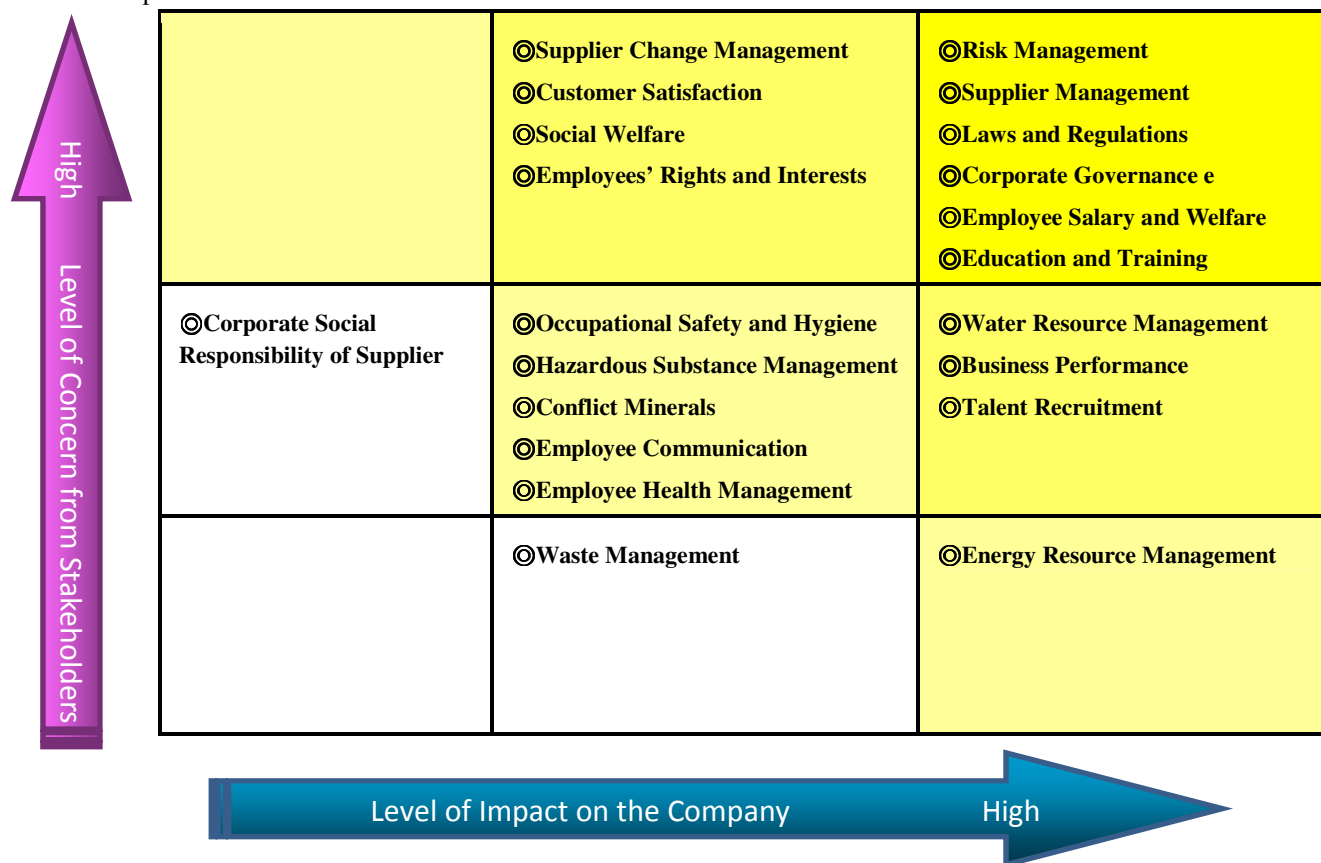 ◎Supplier Change Management
◎Customer Satisfaction
◎Social Welfare
◎Employees’ Rights and Interests
◎Risk Management
◎Supplier Management
◎Laws and Regulations
◎Corporate Governance e
◎Employee Salary and Welfare
◎Education and Training
◎Corporate Social
Responsibility of Supplier
◎Occupational Safety and Hygiene
◎Hazardous Substance Management
◎Conflict Minerals
◎Employee Communication
◎Employee Health Management
◎Water Resource Management
◎Business Performance
◎Talent Recruitment
◎Waste Management
◎Energy Resource Management
High Level of Concern from Stakeholders
Level of Impact on the Company High